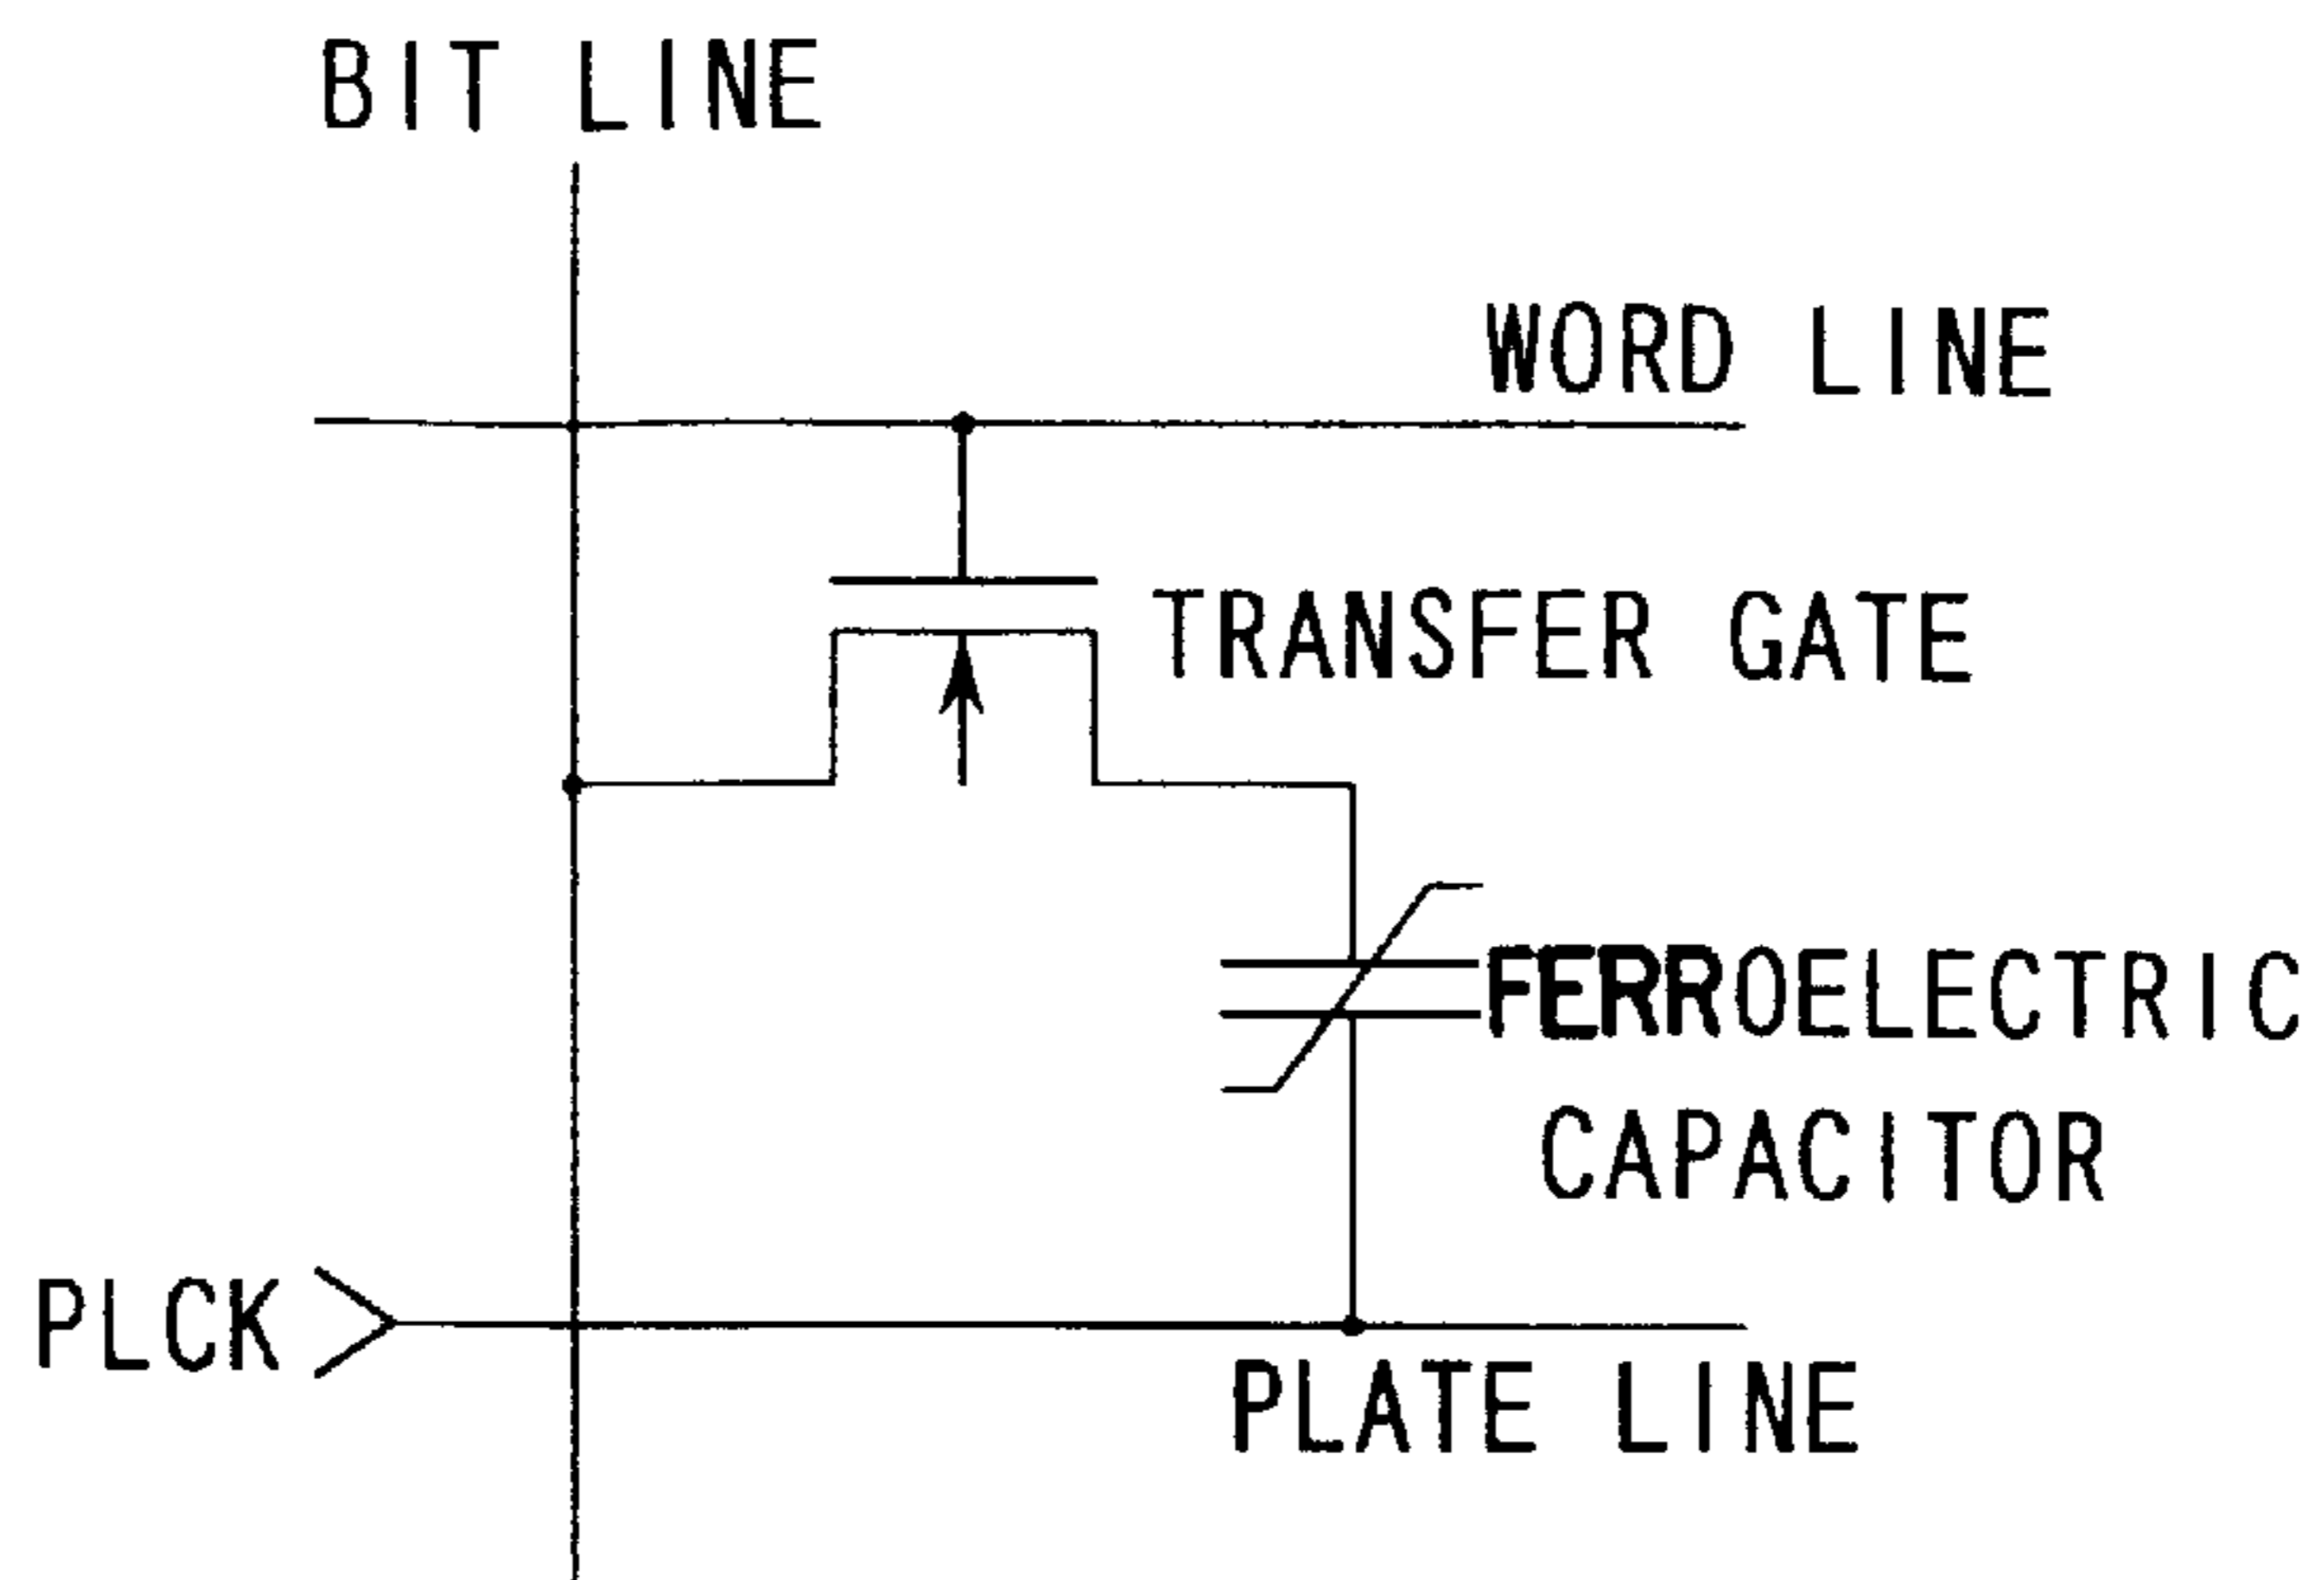 BIT LINE
WORD LINE
TRANSFER GATE
FERROELECTRIC
CAPACITOR
PLCK
PLATE LINE